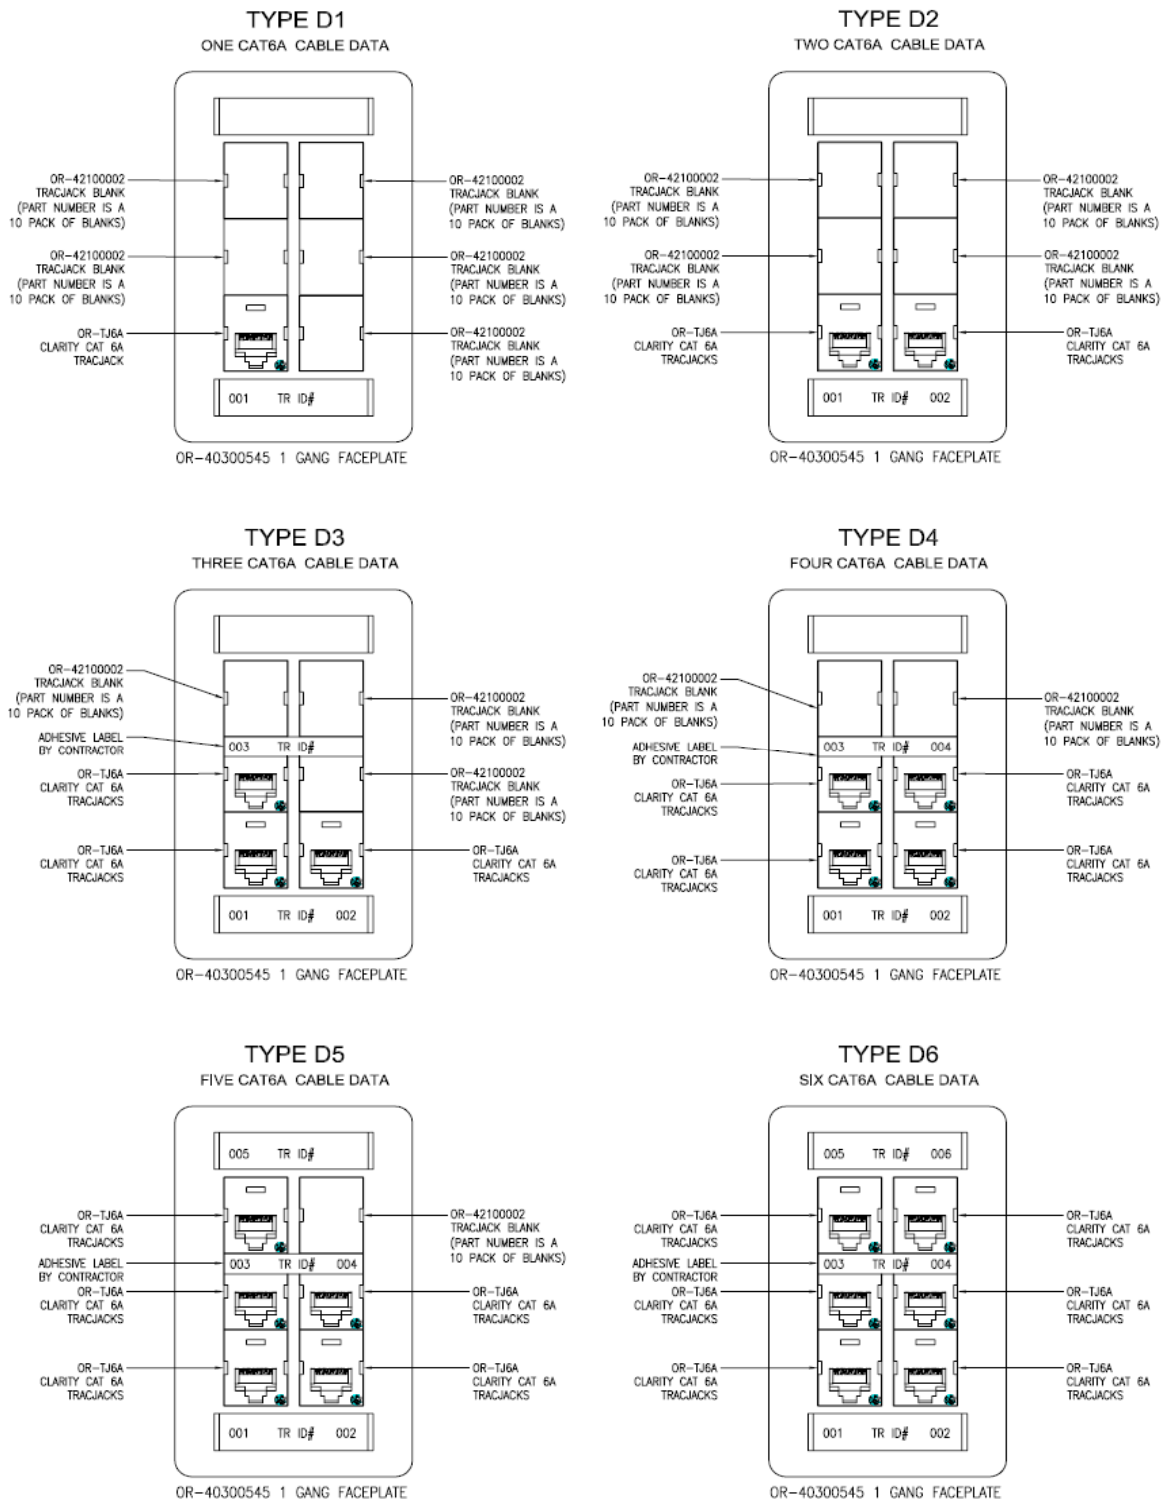 TYPE D1
ONE CAT6A CABLE DATA
OR-42100002
TRACJACK BLANK
(PART NUMBER IS A
10 PACK OF BLANKS)
OR-42100002
TRACJACK BLANK
(PART NUMBER IS A
10 PACK OF BLANKS)
OR-TJ6A
CLARITY CAT 6A
TRACJACK
OR-42100002
TRACJACK BLANK
(PART NUMBER IS A
10 PACK OF BLANKS)
OR-42100002
TRACJACK BLANK
(PART NUMBER IS A
10 PACK OF BLANKS)
OR-42100002
TRACJACK BLANK
(PART NUMBER IS A
10 PACK OF BLANKS)
001 TR ID#
OR-40300545 1 GANG FACEPLATE
TYPE D2
TWO CAT6A CABLE DATA
OR-42100002
TRACJACK BLANK
(PART NUMBER IS A
10 PACK OF BLANKS)
OR-42100002
TRACJACK BLANK
(PART NUMBER IS A
10 PACK OF BLANKS)
OR-TJ6A
CLARITY CAT 6A
TRACJACKS
OR-42100002
TRACJACK BLANK
(PART NUMBER IS A
10 PACK OF BLANKS)
OR-42100002
TRACJACK BLANK
(PART NUMBER IS A
10 PACK OF BLANKS)
OR-TJ6A
CLARITY CAT 6A
TRACJACKS
001 TR ID# 002
OR-40300545 1 GANG FACEPLATE
TYPE D3
THREE CAT6A CABLE DATA
OR-42100002
TRACJACK BLANK
(PART NUMBER IS A
10 PACK OF BLANKS)
ADHESIVE LABEL
BY CONTRACTOR
OR-TJ6A
CLARITY CAT 6A
TRACJACKS
OR-TJ6A
CLARITY CAT 6A
TRACJACKS
003 TR ID#
OR-42100002
TRACJACK BLANK
(PART NUMBER IS A
10 PACK OF BLANKS)
OR-42100002
TRACJACK BLANK
(PART NUMBER IS A
10 PACK OF BLANKS)
OR-TJ6A
CLARITY CAT 6A
TRACJACKS
001 TR ID# 002
OR-40300545 1 GANG FACEPLATE
TYPE D4
FOUR CAT6A CABLE DATA
OR-42100002
TRACJACK BLANK
(PART NUMBER IS A
10 PACK OF BLANKS)
ADHESIVE LABEL
BY CONTRACTOR
OR-TJ6A
CLARITY CAT 6A
TRACJACKS
OR-TJ6A
CLARITY CAT 6A
TRACJACKS
003 TR ID# 004
OR-42100002
TRACJACK BLANK
(PART NUMBER IS A
10 PACK OF BLANKS)
OR-TJ6A
CLARITY CAT 6A
TRACJACKS
OR-TJ6A
CLARITY CAT 6A
TRACJACKS
001 TR ID# 002
OR-40300545 1 GANG FACEPLATE
TYPE D5
FIVE CAT6A CABLE DATA
005 TR ID#
OR-TJ6A
CLARITY CAT 6A
TRACJACKS
ADHESIVE LABEL
BY CONTRACTOR
OR-TJ6A
CLARITY CAT 6A
TRACJACKS
OR-TJ6A
CLARITY CAT 6A
TRACJACKS
003 TR ID# 004
OR-42100002
TRACJACK BLANK
(PART NUMBER IS A
10 PACK OF BLANKS)
OR-TJ6A
CLARITY CAT 6A
TRACJACKS
OR-TJ6A
CLARITY CAT 6A
TRACJACKS
001 TR ID# 002
OR-40300545 1 GANG FACEPLATE
TYPE D6
SIX CAT6A CABLE DATA
005 TR ID# 006
OR-TJ6A
CLARITY CAT 6A
TRACJACKS
ADHESIVE LABEL
BY CONTRACTOR
OR-TJ6A
CLARITY CAT 6A
TRACJACKS
OR-TJ6A
CLARITY CAT 6A
TRACJACKS
003 TR ID# 004
OR-TJ6A
CLARITY CAT 6A
TRACJACKS
OR-TJ6A
CLARITY CAT 6A
TRACJACKS
OR-TJ6A
CLARITY CAT 6A
TRACJACKS
001 TR ID# 002
OR-40300545 1 GANG FACEPLATE